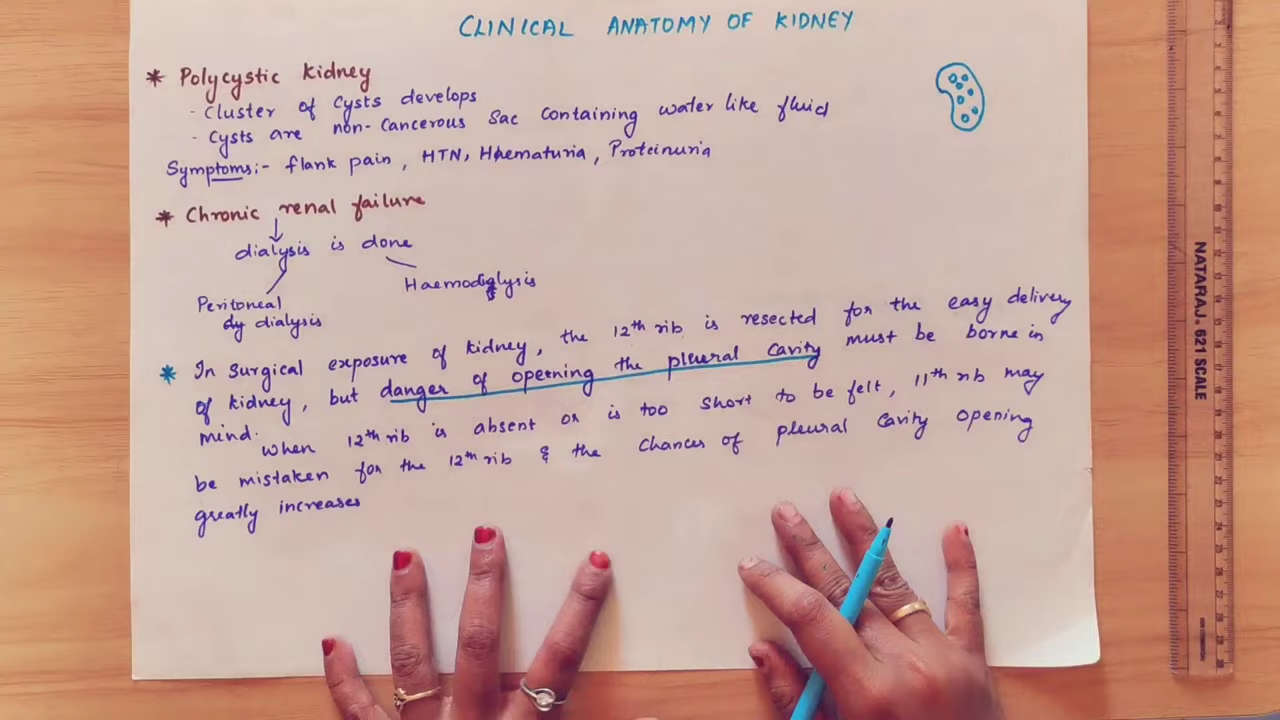 CLINICAL ANATOMY OF KIDNEY
* Polycystic kidney
- Cluster of Cysts develops
- Cysts are non-Cancerous Sac Containing water like fluid
Symptoms:- flank pain, HTN, Haematuria, Proteinuria
* Chronic renal failure
dialysis is done
Haemodialysis
Peritoneal
dy dialysis
* In Surgical exposure of kidney, the 12th rib is resected for the easy delivery
of kidney, but danger of opening the pleural cavity must be borne in
mind.
when 12th rib is absent or is too short to be felt, 11th rib may
be mistaken for the 12th rib & the chances of pleural cavity opening
greatly increases
NATARAJ 621 SCALE